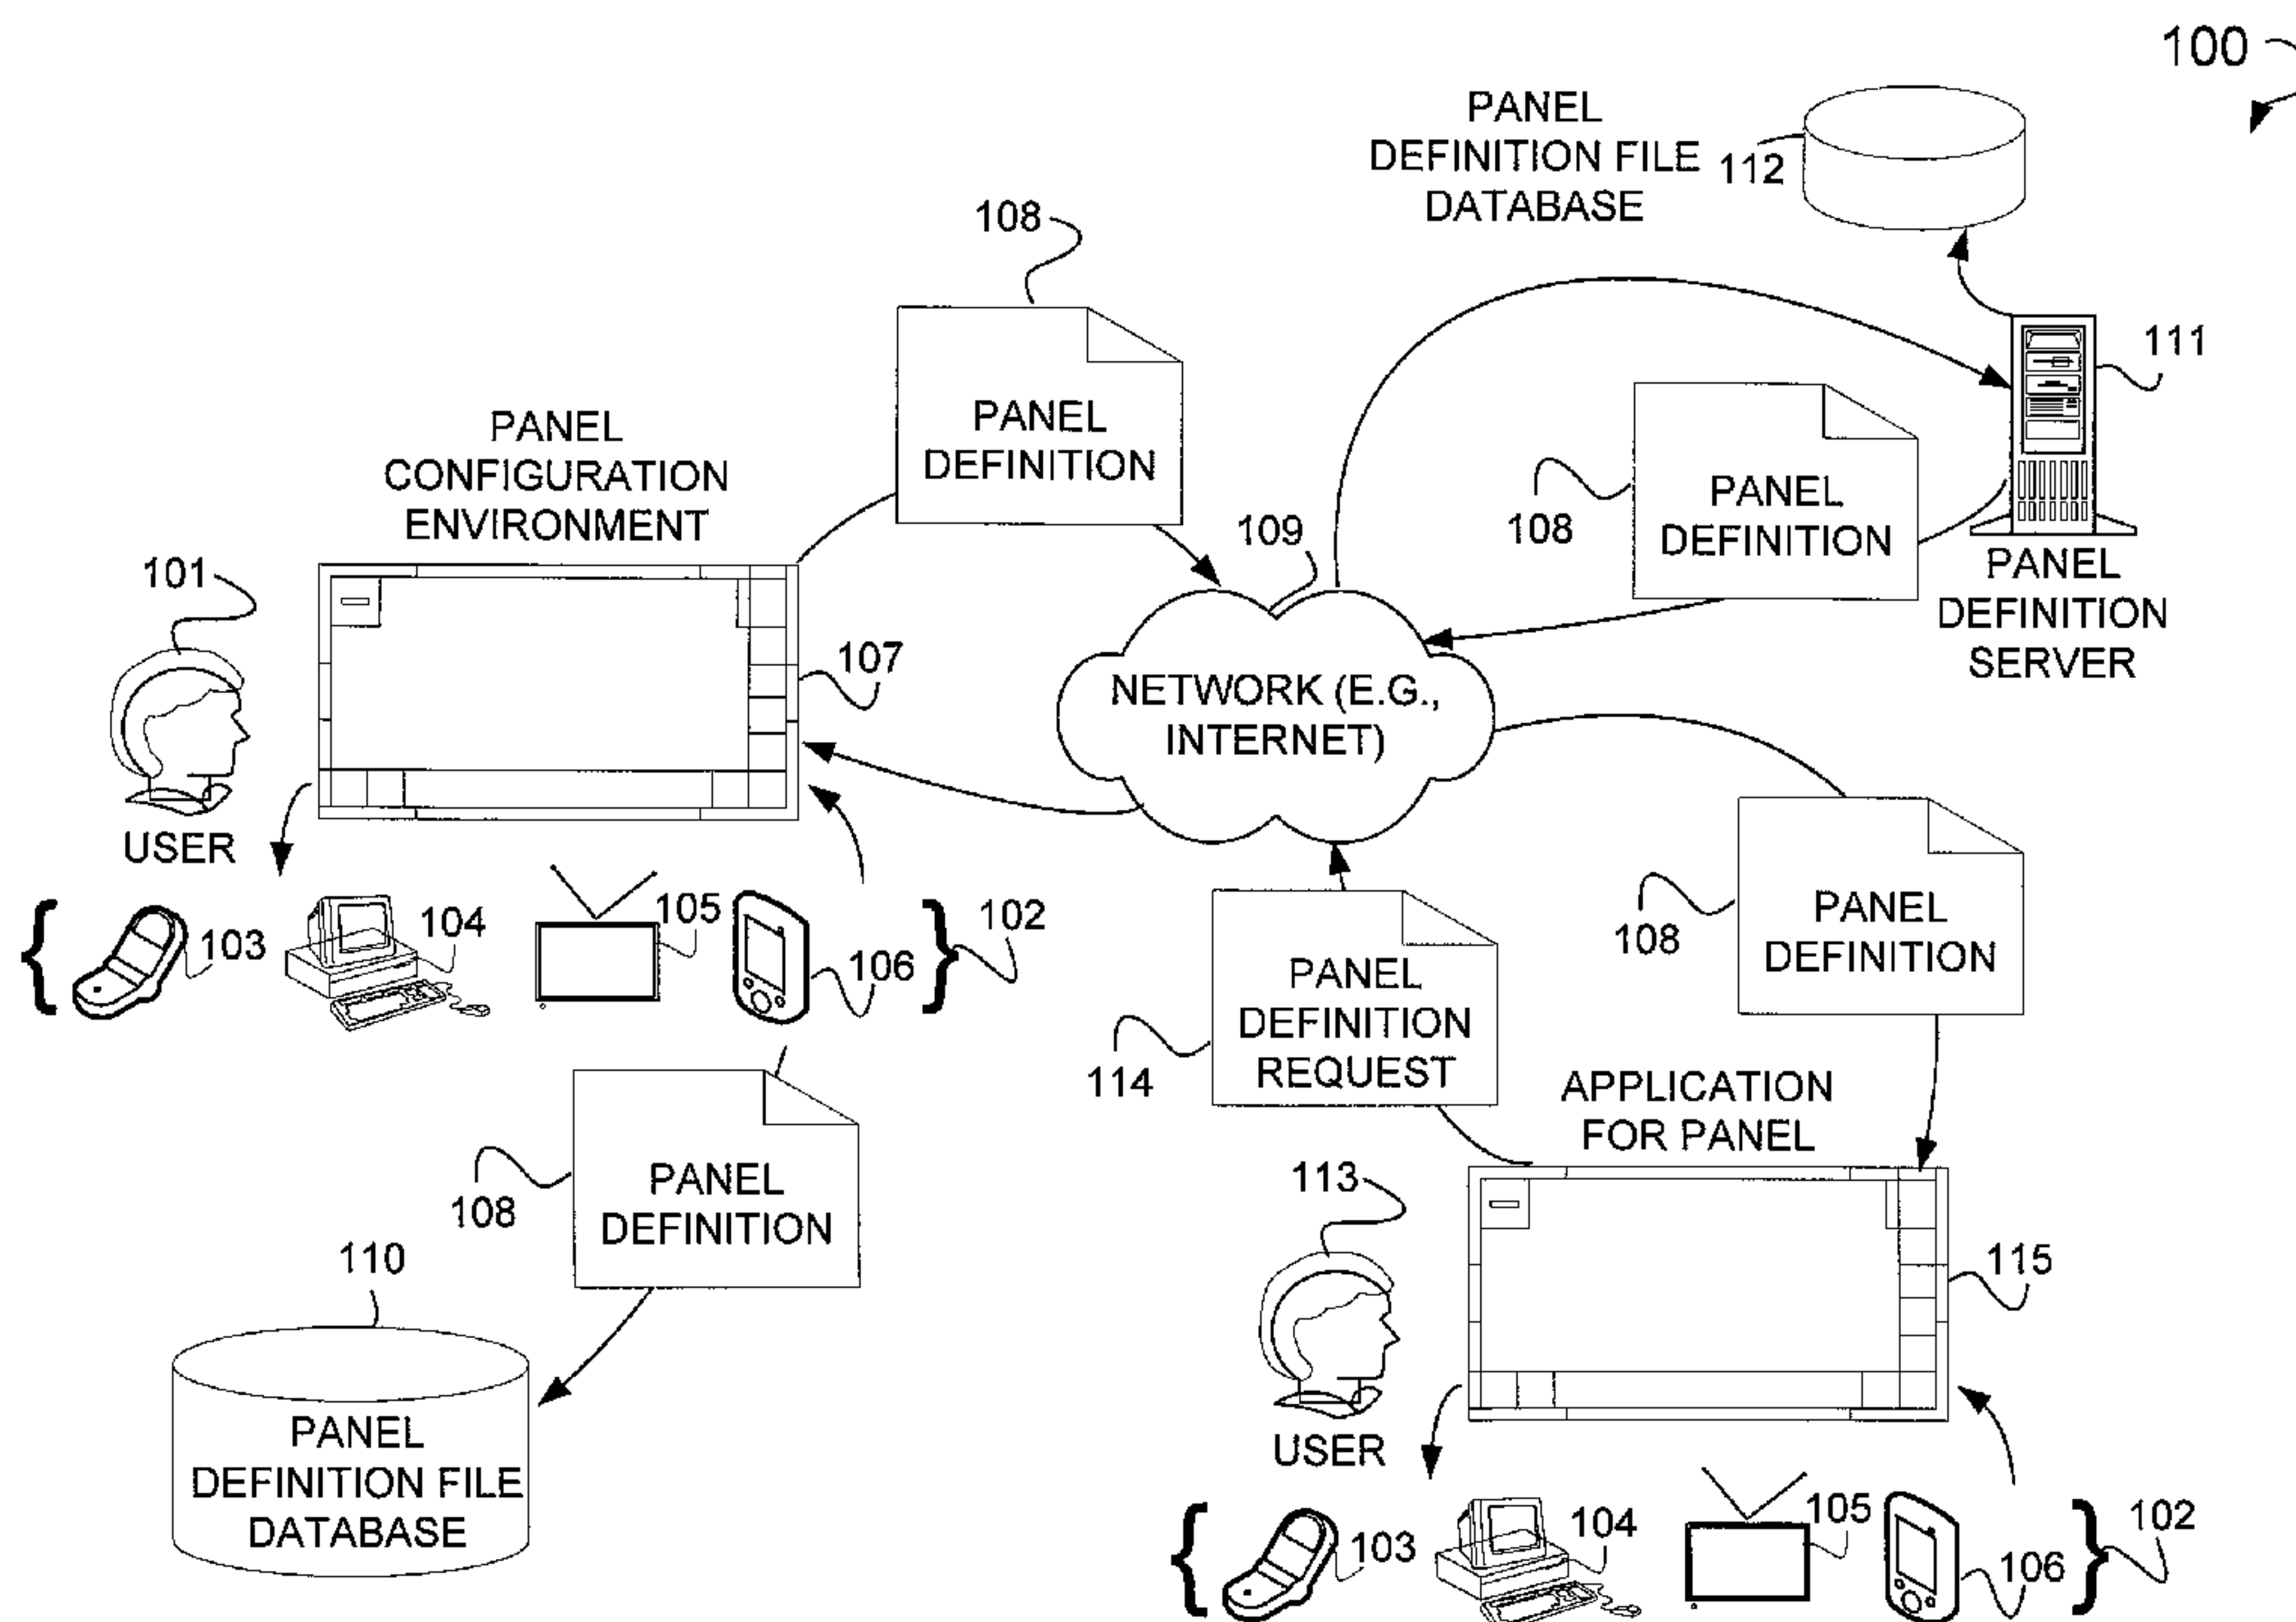 100
PANEL
DEFINITION FILE
DATABASE
112
108
111
PANEL
DEFINITION
PANEL
CONFIGURATION
ENVIRONMENT
108
PANEL
DEFINITION
109
PANEL
DEFINITION
SERVER
101
107
NETWORK (E.G.,
INTERNET)
USER
103
104
105
106
102
108
PANEL
DEFINITION
PANEL
DEFINITION
REQUEST
114
APPLICATION
FOR PANEL
108
PANEL
DEFINITION
113
115
110
PANEL
DEFINITION FILE
DATABASE
USER
103
104
105
106
102